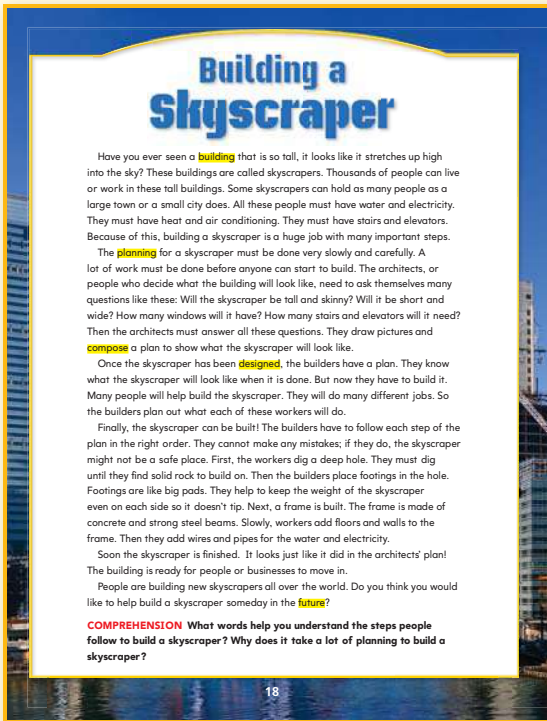 Building a
Skyscraper
Have you ever seen a building that is so tall, it looks like it stretches up high
into the sky? These buildings are called skyscrapers. Thousands of people can live
or work in these tall buildings. Some skyscrapers can hold as many people as a
large town or a small city does. All these people must have water and electricity.
They must have heat and air conditioning. They must have stairs and elevators.
Because of this, building a skyscraper is a huge job with many important steps.
The planning for a skyscraper must be done very slowly and carefully. A
lot of work must be done before anyone can start to build. The architects, or
people who decide what the building will look like, need to ask themselves many
questions like these: Will the skyscraper be tall and skinny? Will it be short and
wide? How many windows will it have? How many stairs and elevators will it need?
Then the architects must answer all these questions. They draw pictures and
compose a plan to show what the skyscraper will look like.
Once the skyscraper has been designed, the builders have a plan. They know
what the skyscraper will look like when it is done. But now they have to build it.
Many people will help build the skyscraper. They will do many different jobs. So
the builders plan out what each of these workers will do.
Finally, the skyscraper can be built! The builders have to follow each step of the
plan in the right order. They cannot make any mistakes; if they do, the skyscraper
might not be a safe place. First, the workers dig a deep hole. They must dig
until they find solid rock to build on. Then the builders place footings in the hole.
Footings are like big pads. They help to keep the weight of the skyscraper
even on each side so it doesn't tip. Next, a frame is built. The frame is made of
concrete and strong steel beams. Slowly, workers add floors and walls to the
frame. Then they add wires and pipes for the water and electricity.
Soon the skyscraper is finished. It looks just like it did in the architects' plan!
The building is ready for people or businesses to move in.
People are building new skyscrapers all over the world. Do you think you would
like to help build a skyscraper someday in the future?
COMPREHENSION What words help you understand the steps people
follow to build a skyscraper? Why does it take a lot of planning to build a
skyscraper?
18